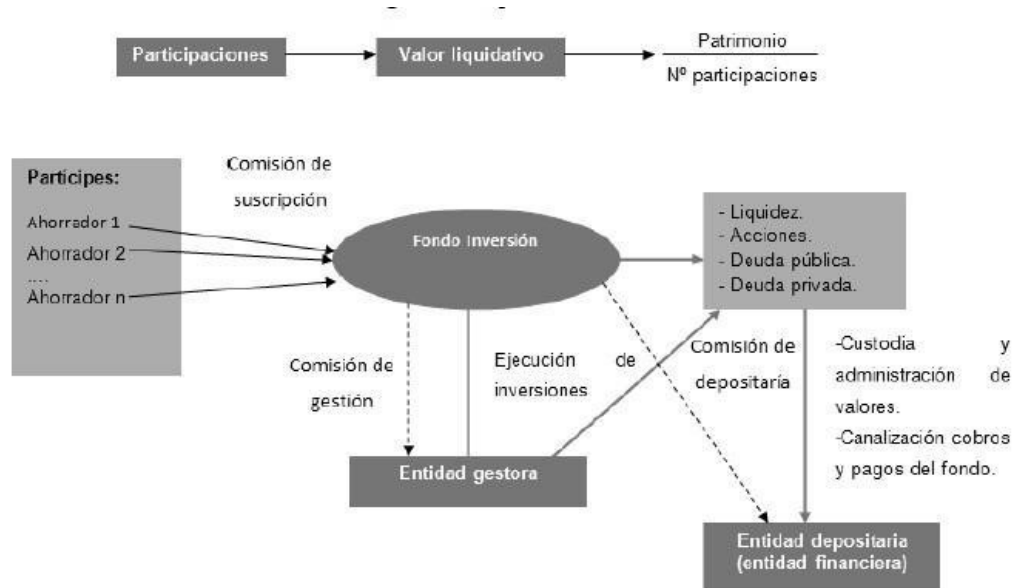 Participaciones
Valor liquidativo
Patrimonio
Nº participaciones
Comisión de
suscripción
Partícipes:
Ahorrador 1
Ahorrador 2
....
Ahorrador n
Fondo Inversión
- Liquidez.
- Acciones.
- Deuda pública.
- Deuda privada.
Comisión de
gestión
Ejecución de
inversiones
Comisión de
depositaría
-Custodia y
administración de
valores.
-Canalización cobros
y pagos del fondo.
Entidad gestora
Entidad depositaria
(entidad financiera)